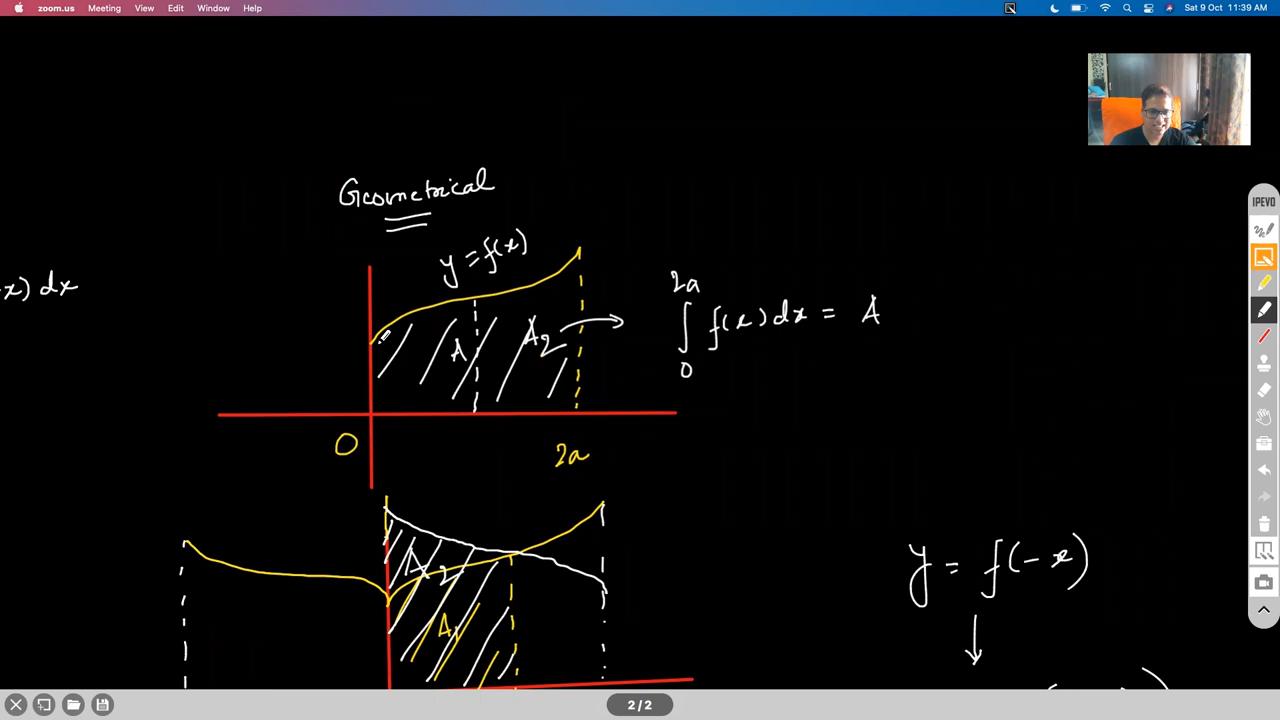 zoom.us Meeting View Edit Window Help Sat 9 Oct 11:39 AM
IPEVO
Geometrical
y = f(x)
x) dx
2a
∫ f(x) dx = A
0
A A2
0 2a
A2
A1
y = f(-x)
2/2